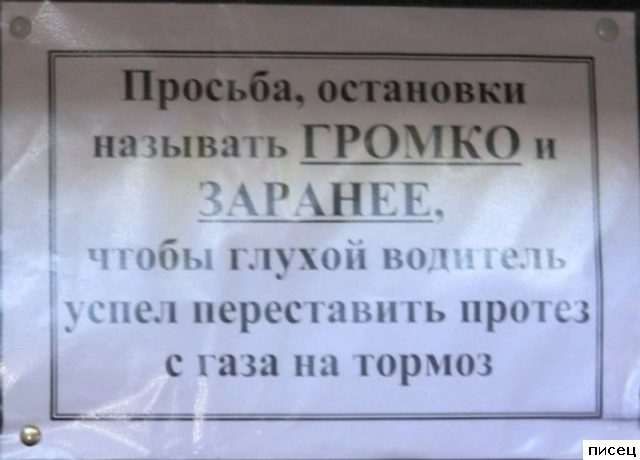 Просьба, остановки
называть ГРОМКО и
ЗАРАНЕЕ,
чтобы глухой водитель
успел переставить протез
с газа на тормоз
писец